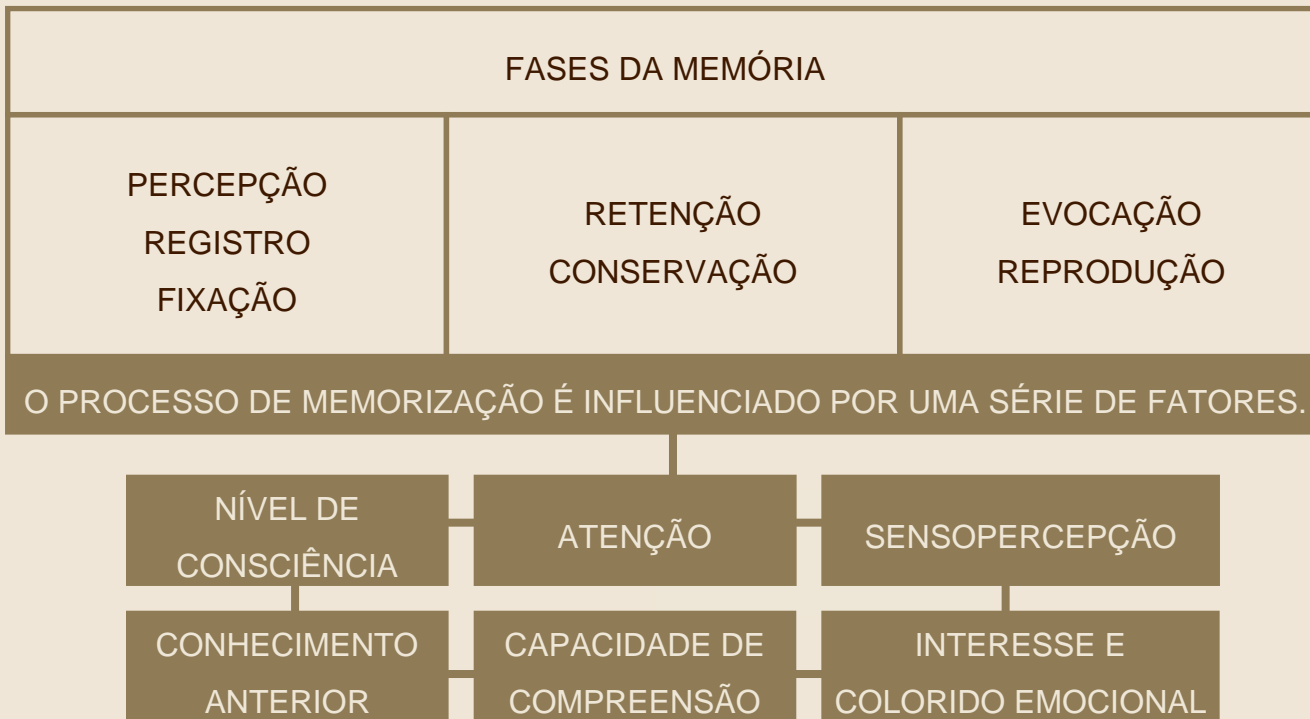 FASES DA MEMÓRIA
PERCEPÇÃO
REGISTRO
FIXAÇÃO
RETENÇÃO
CONSERVAÇÃO
EVOCAÇÃO
REPRODUÇÃO
O PROCESSO DE MEMORIZAÇÃO É INFLUENCIADO POR UMA SÉRIE DE FATORES.
NÍVEL DE
CONSCIÊNCIA
ATENÇÃO
SENSOPERCEPÇÃO
CONHECIMENTO
ANTERIOR
CAPACIDADE DE
COMPREENSÃO
INTERESSE E
COLORIDO EMOCIONAL